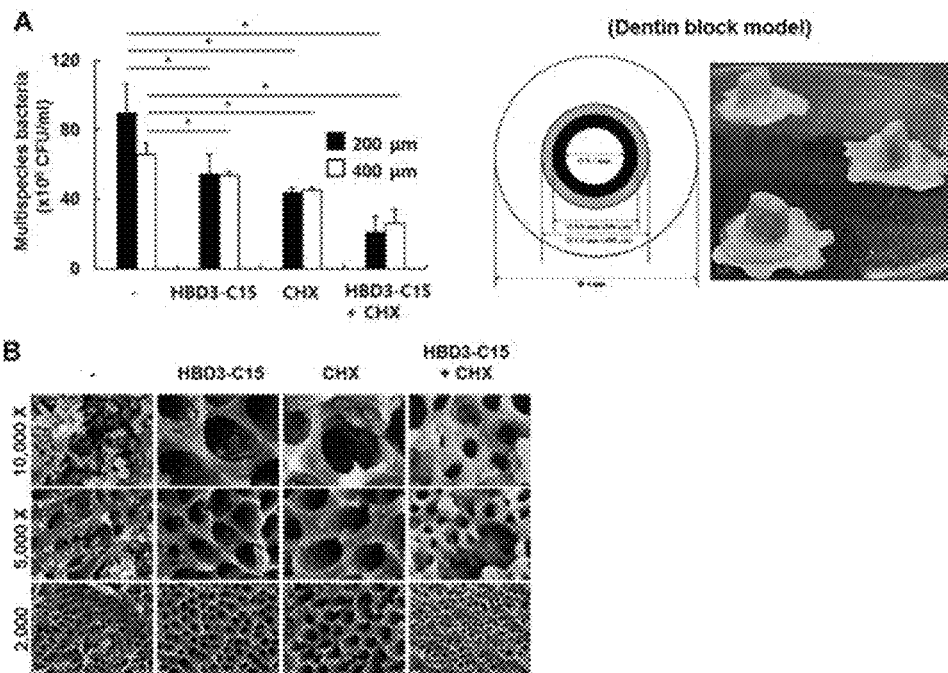 A
(Dentin block model)
Multispecies bacteria
CFU/ml)
120
80
40
0
200 μm
400 μm
-
HBD3-C15
CHX
HBD3-C15
+ CHX
B
-
HBD3-C15
CHX
HBD3-C15
+ CHX
10,000 X
5,000 X
2,000